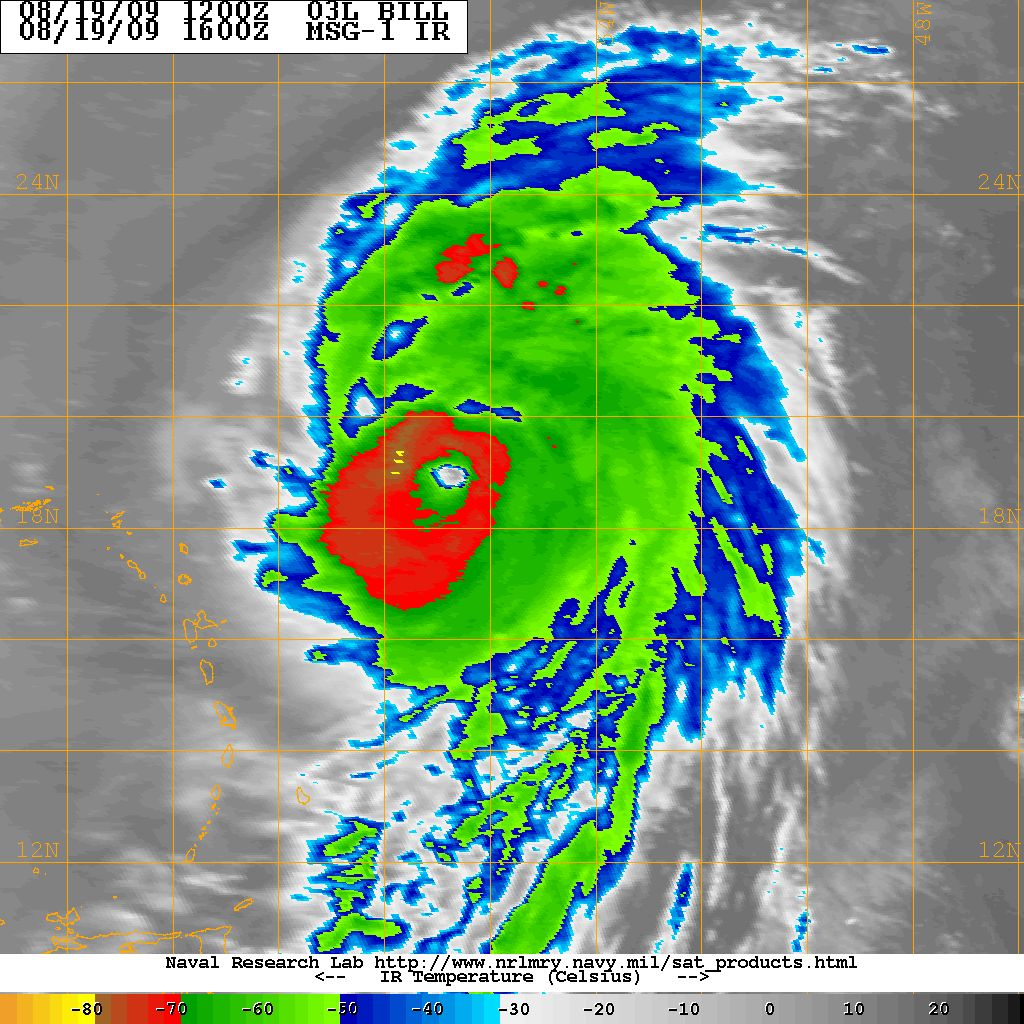 08/19/09 1200Z 03L BILL
08/19/09 1600Z MSG-1 IR
54W
48W
24N 24N
18N 18N
12N 12N
Naval Research Lab http://www.nrlmry.navy.mil/sat_products.html
<-- IR Temperature (Celsius) -->
-80 -70 -60 -50 -40 -30 -20 -10 0 10 20